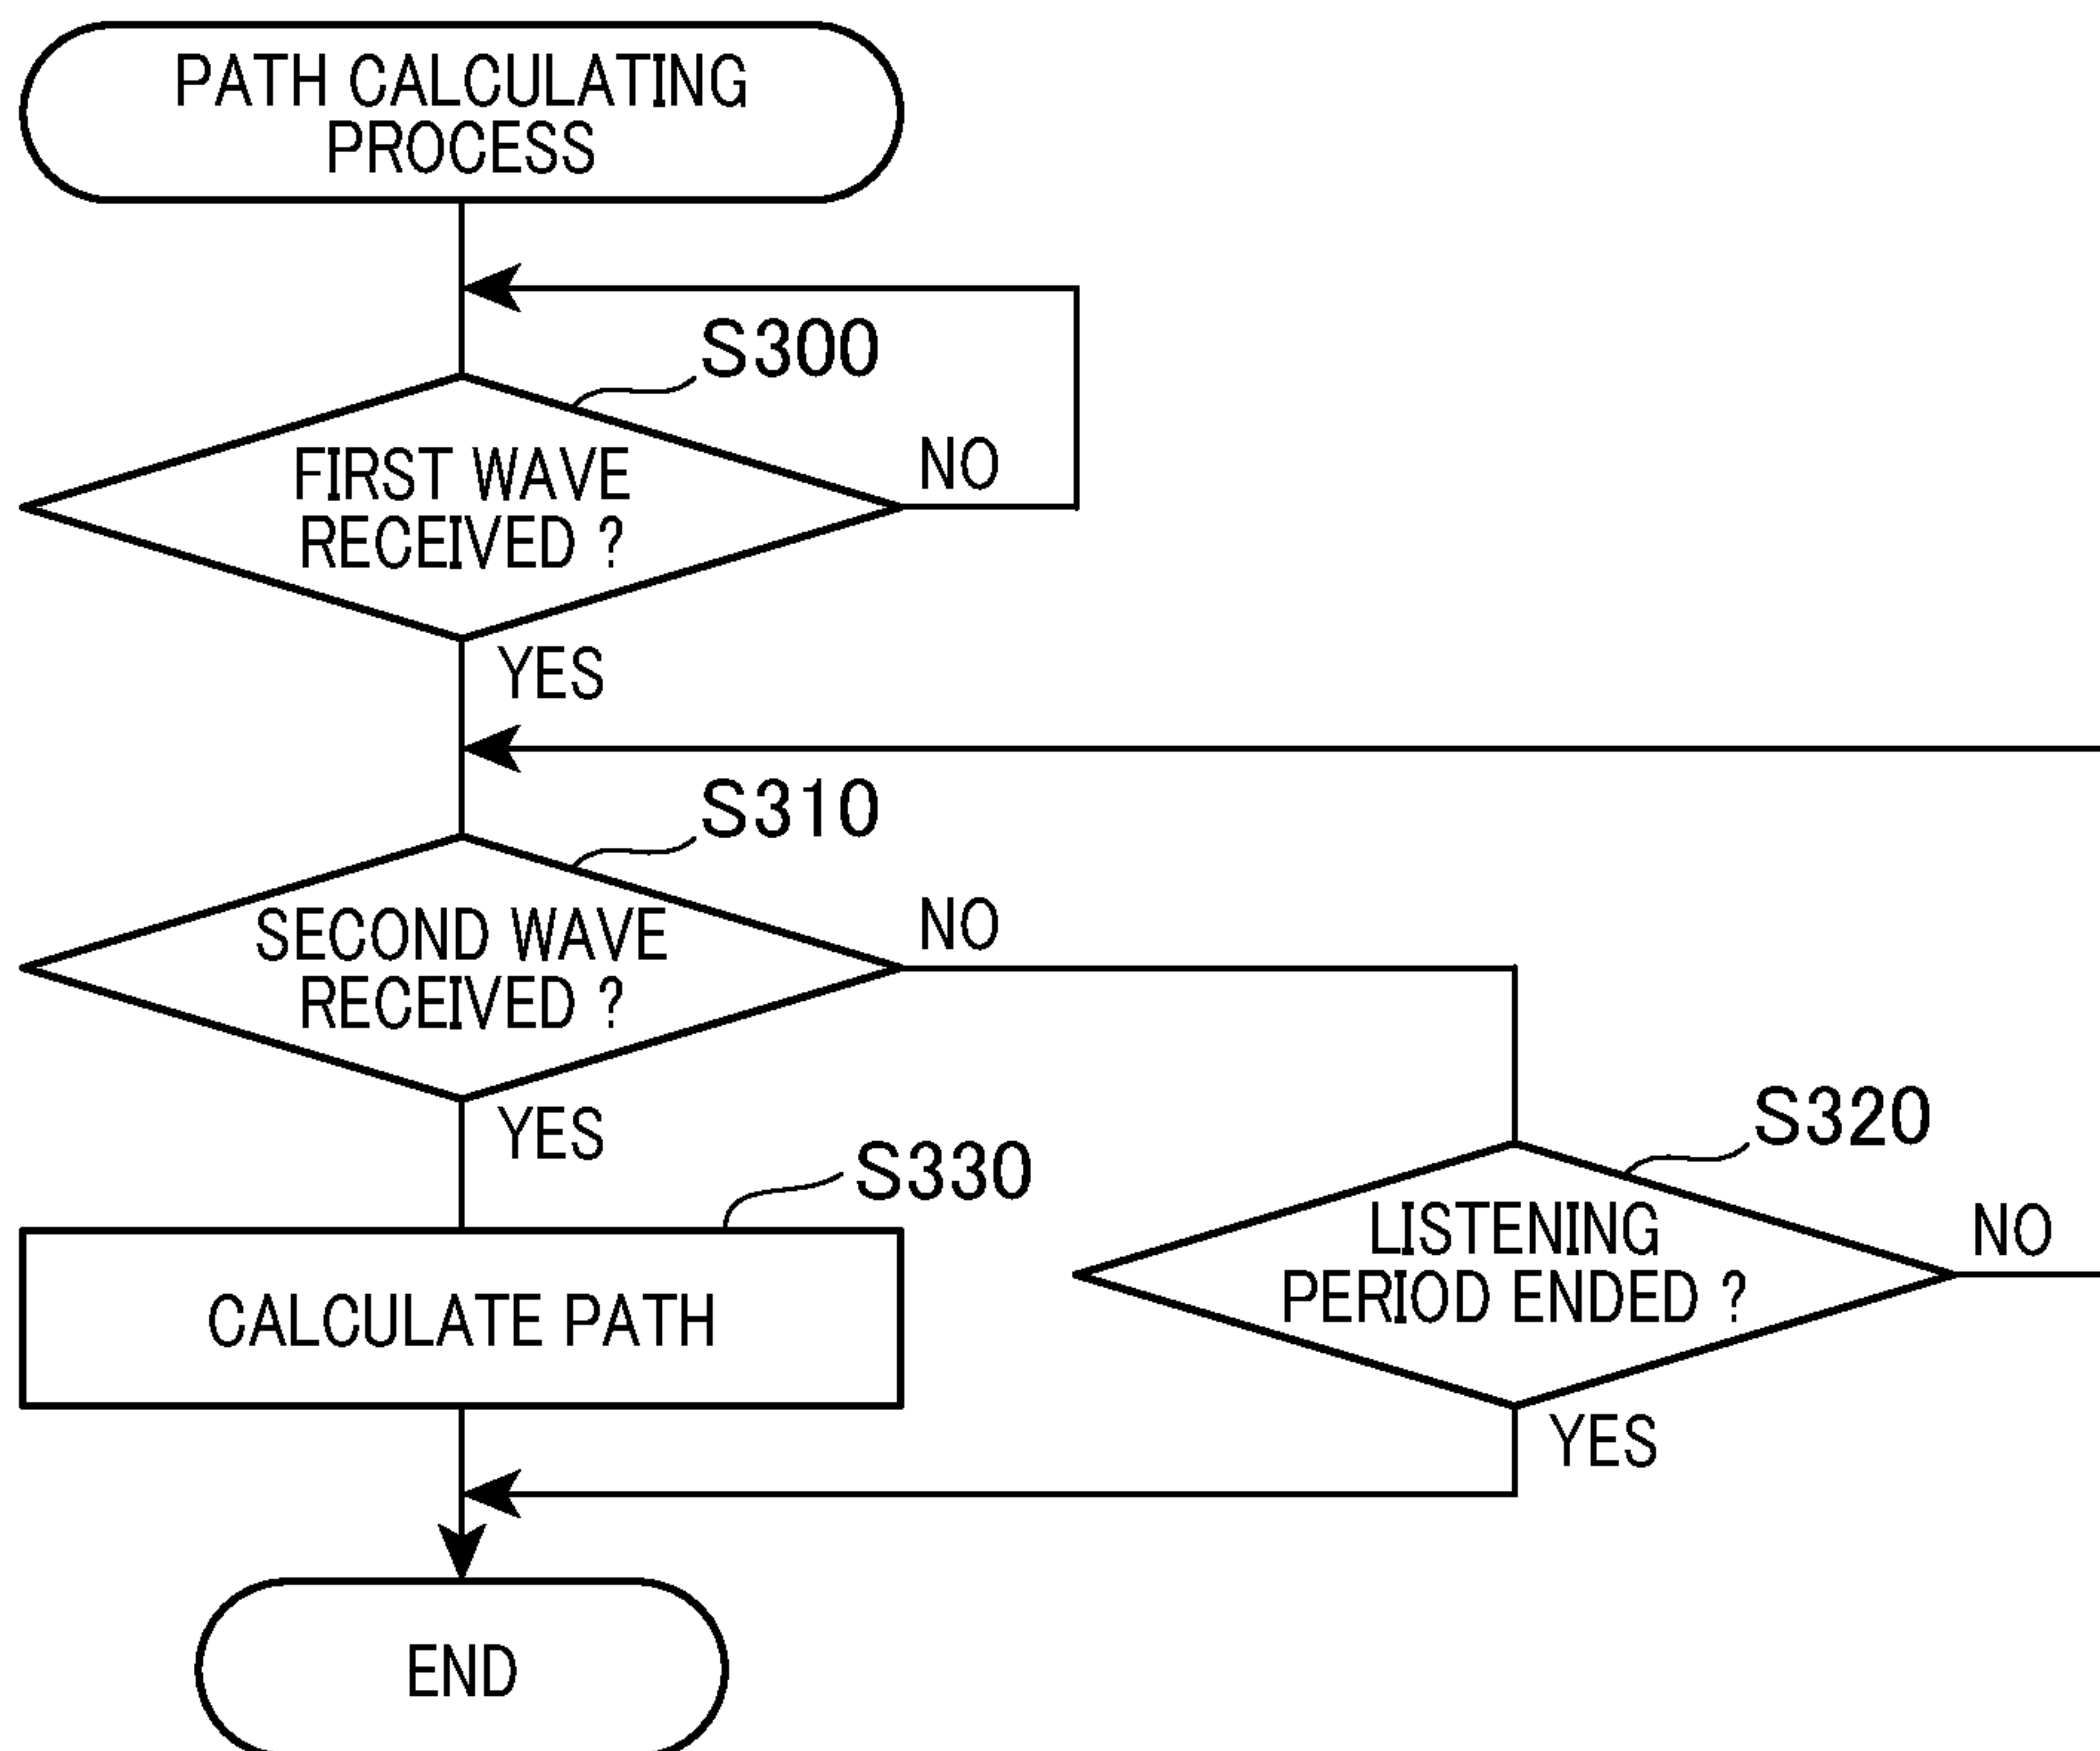 PATH CALCULATING
PROCESS
S300
FIRST WAVE
RECEIVED ?
NO
YES
S310
SECOND WAVE
RECEIVED ?
NO
YES
S320
LISTENING
PERIOD ENDED ?
NO
YES
S330
CALCULATE PATH
END